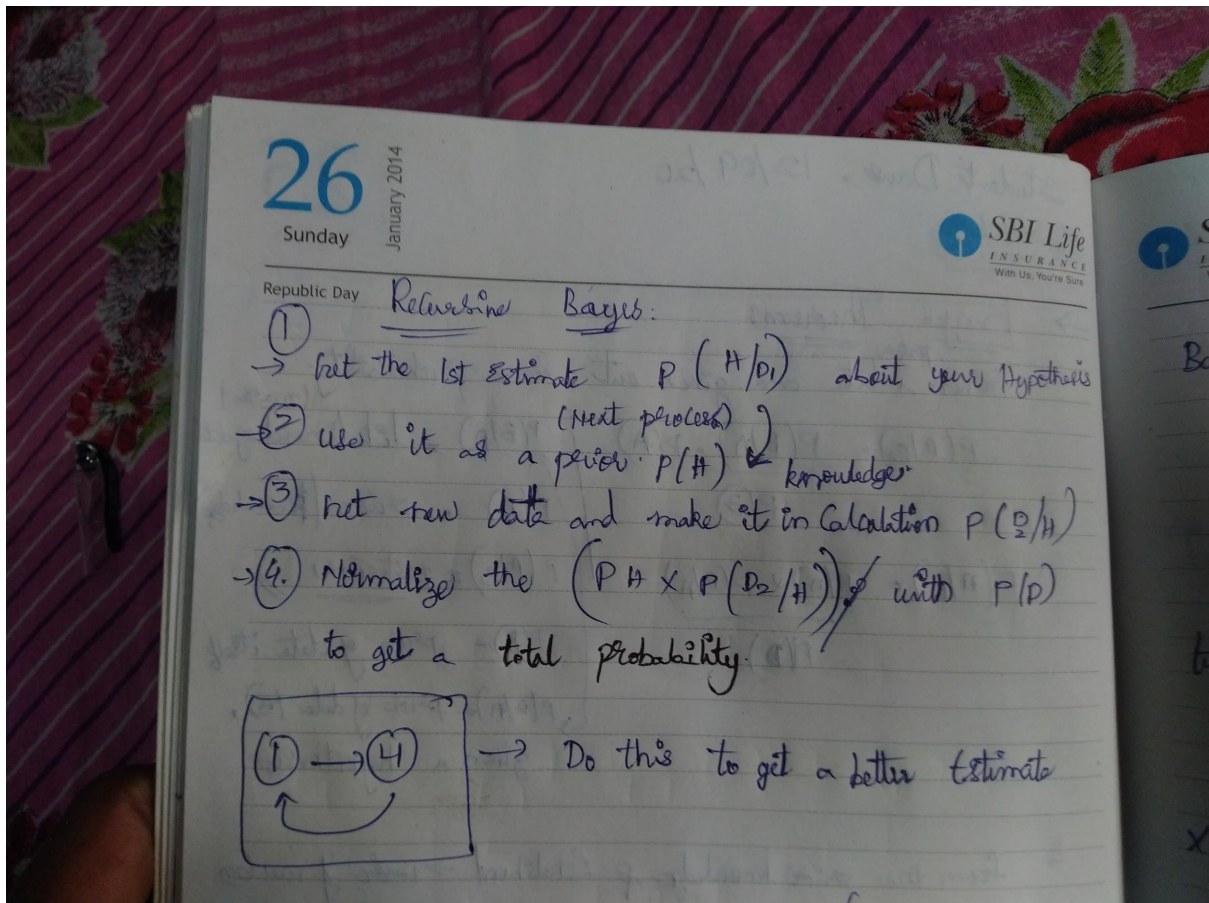 26
Sunday
January 2014
SBI Life
INSURANCE
With Us, You're Sure
Republic Day
Recursive Bayes:
1
→ Get the 1st Estimate P (H/D1) about your Hypothesis
(Next process)
→ 2 use it as a prior. P(H) knowledge.
→ 3 Get new data and make it in Calculation P (D2/H)
→ 4. Normalize the (P H X P (D2/H)) with P(D)
to get a total probability.
1 → 4 → Do this to get a better Estimate